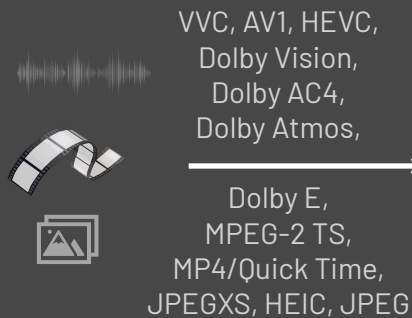 VVC, AV1, HEVC,
Dolby Vision,
Dolby AC4,
Dolby Atmos,
Dolby E,
MPEG-2 TS,
MP4/Quick Time,
JPEGXS, HEIC, JPEG